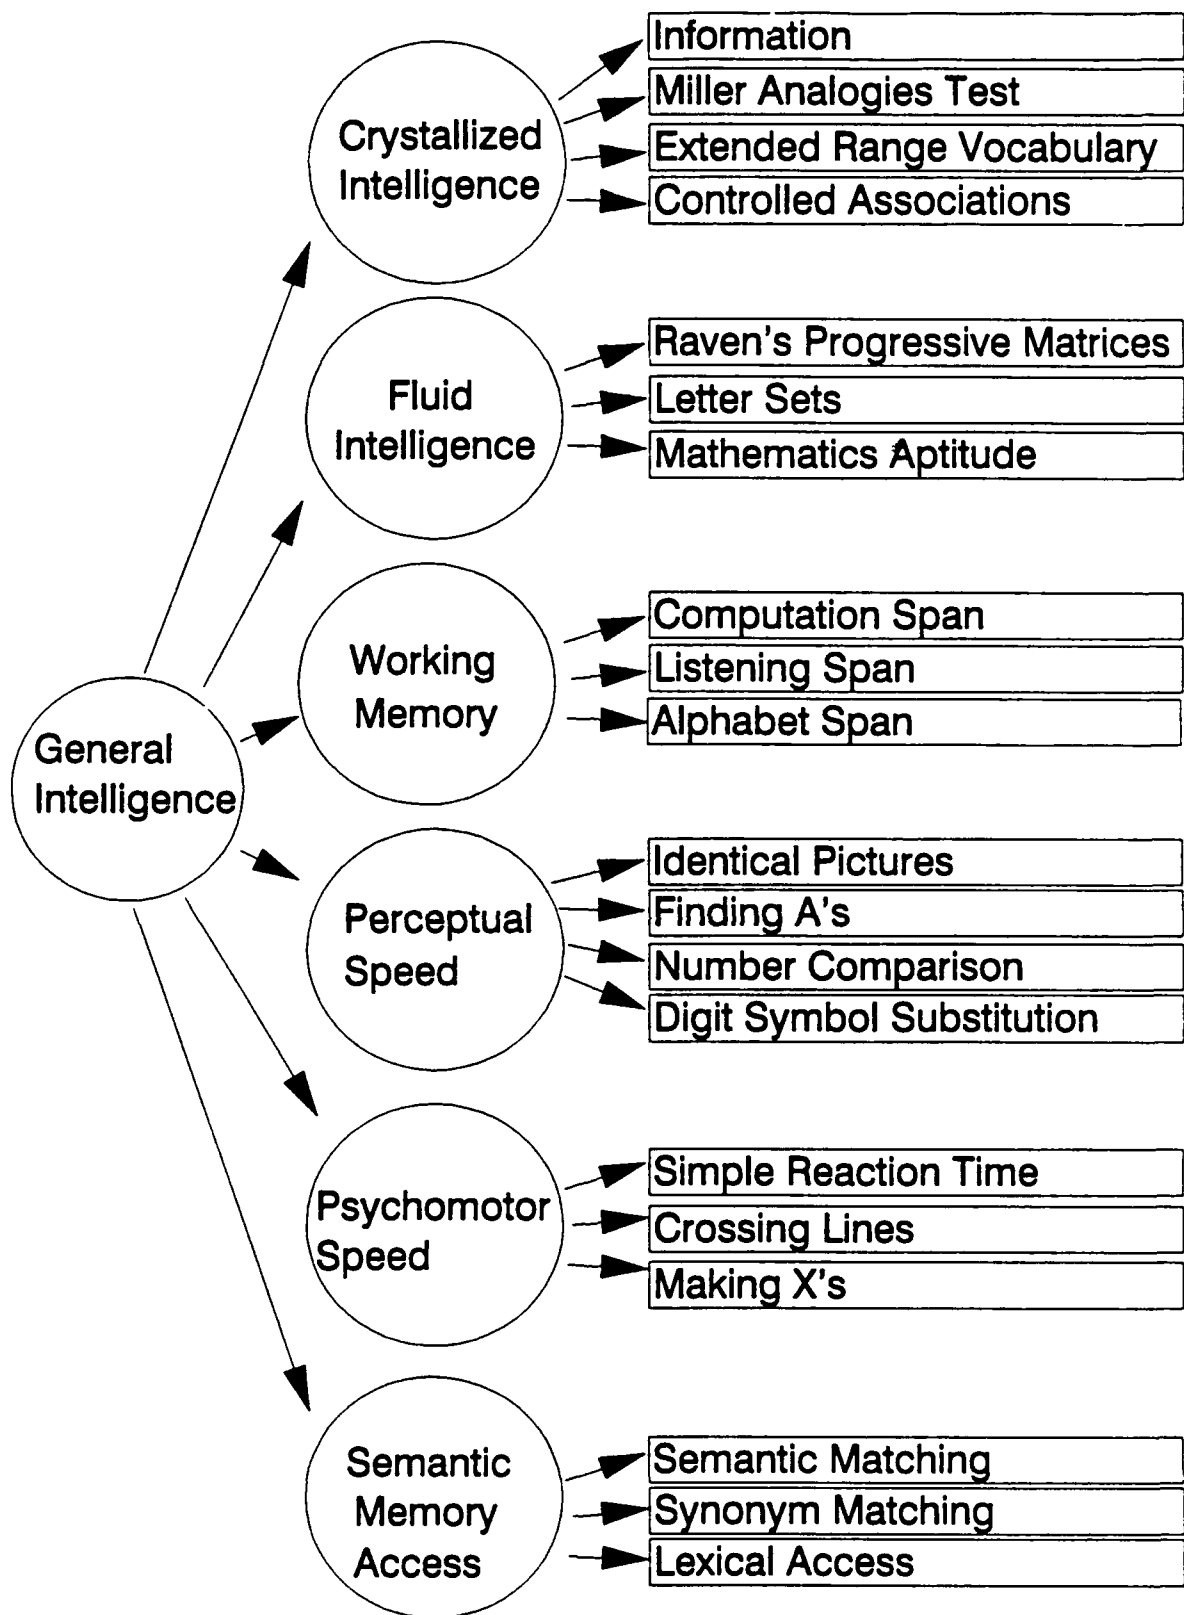 General
Intelligence
Crystallized
Intelligence
Information
Miller Analogies Test
Extended Range Vocabulary
Controlled Associations
Fluid
Intelligence
Raven's Progressive Matrices
Letter Sets
Mathematics Aptitude
Working
Memory
Computation Span
Listening Span
Alphabet Span
Perceptual
Speed
Identical Pictures
Finding A's
Number Comparison
Digit Symbol Substitution
Psychomotor
Speed
Simple Reaction Time
Crossing Lines
Making X's
Semantic
Memory
Access
Semantic Matching
Synonym Matching
Lexical Access